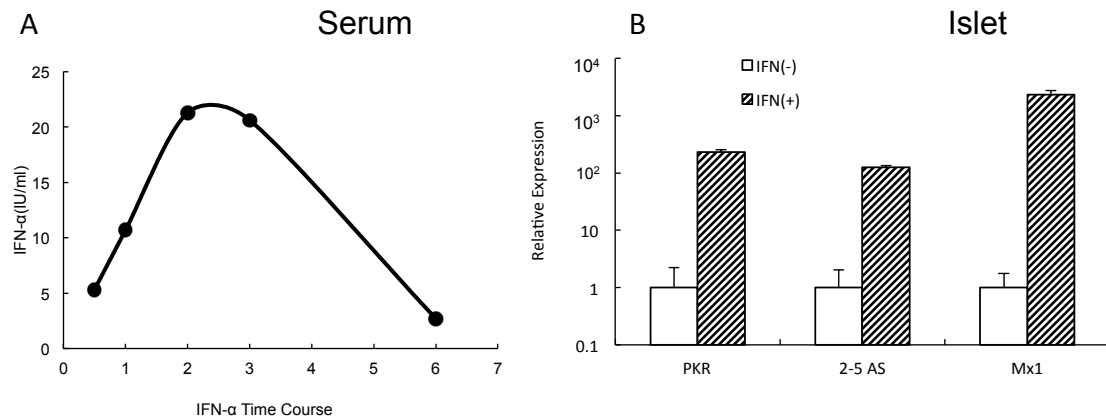 A Serum
25
20
15
10
5
0
IFN-α(IU/ml)
0 1 2 3 4 5 6 7
IFN-α Time Course
B Islet
IFN(-)
IFN(+)
10⁴
10³
10²
10
1
0.1
Relative Expression
PKR 2-5 AS Mx1